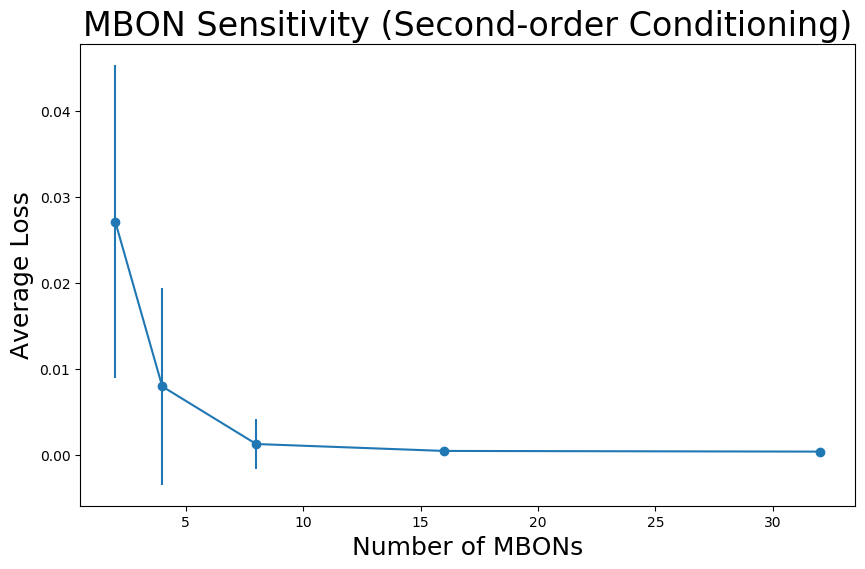 MBON Sensitivity (Second-order Conditioning)
Average Loss
0.04
0.03
0.02
0.01
0.00
5 10 15 20 25 30
Number of MBONs